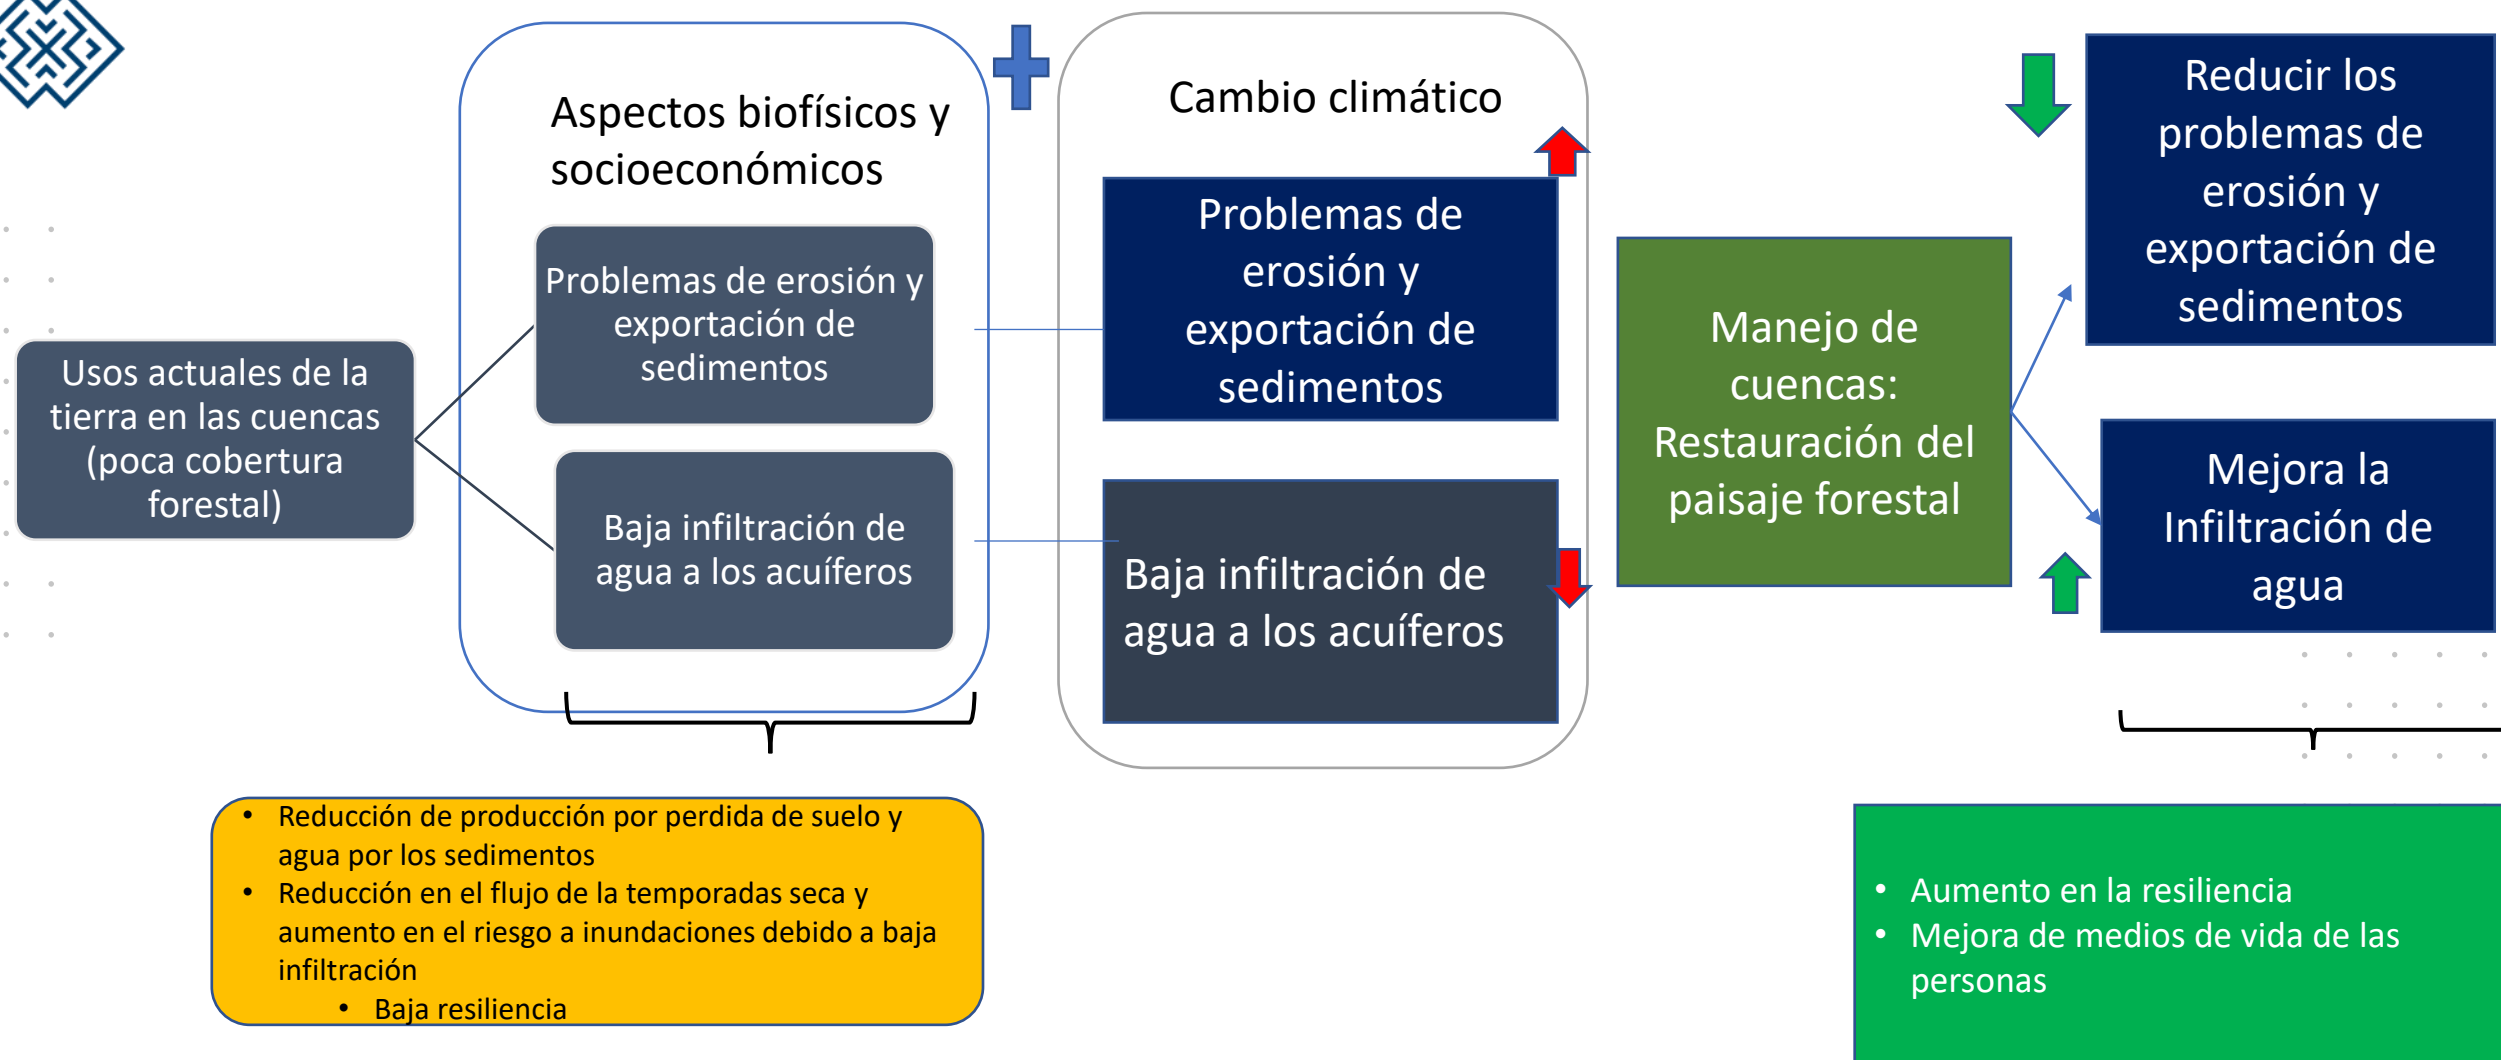 Usos actuales de la
tierra en las cuencas
(poca cobertura
forestal)
Aspectos biofísicos y
socioeconómicos
Problemas de erosión y
exportación de
sedimentos
Baja infiltración de
agua a los acuíferos
Cambio climático
Problemas de
erosión y
exportación de
sedimentos
Baja infiltración de
agua a los acuíferos
Manejo de
cuencas:
Restauración del
paisaje forestal
Reducir los
problemas de
erosión y
exportación de
sedimentos
Mejora la
Infiltración de
agua
• Reducción de producción por perdida de suelo y
agua por los sedimentos
• Reducción en el flujo de la temporadas seca y
aumento en el riesgo a inundaciones debido a baja
infiltración
• Baja resiliencia
• Aumento en la resiliencia
• Mejora de medios de vida de las
personas